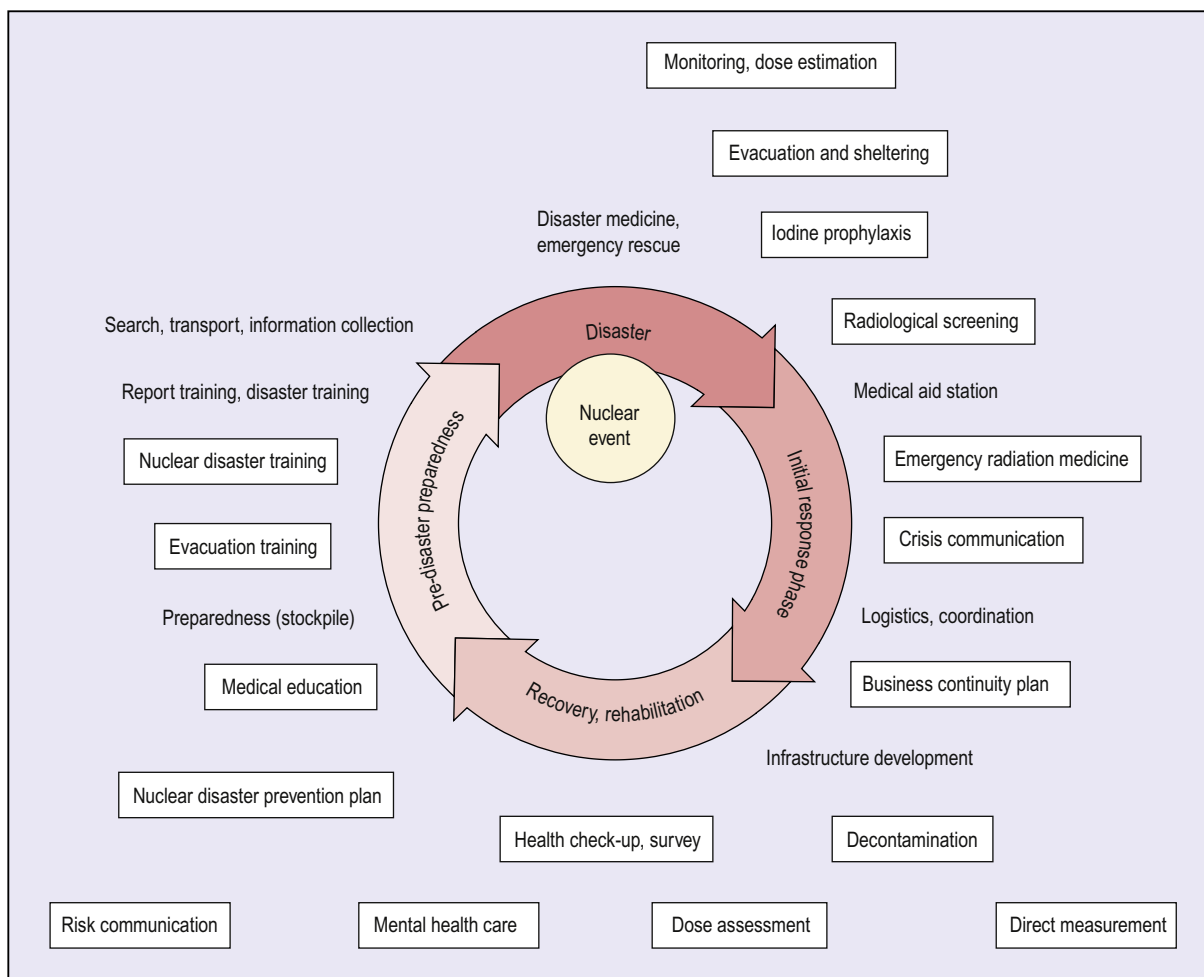 Monitoring, dose estimation
Evacuation and sheltering
Disaster medicine,
emergency rescue
Iodine prophylaxis
Search, transport, information collection
Disaster
Radiological screening
Report training, disaster training
Nuclear
event
Medical aid station
Nuclear disaster training
Pre-disaster preparedness
Initial response phase
Emergency radiation medicine
Evacuation training
Crisis communication
Preparedness (stockpile)
Logistics, coordination
Medical education
Recovery, rehabilitation
Business continuity plan
Infrastructure development
Nuclear disaster prevention plan
Health check-up, survey
Decontamination
Risk communication
Mental health care
Dose assessment
Direct measurement